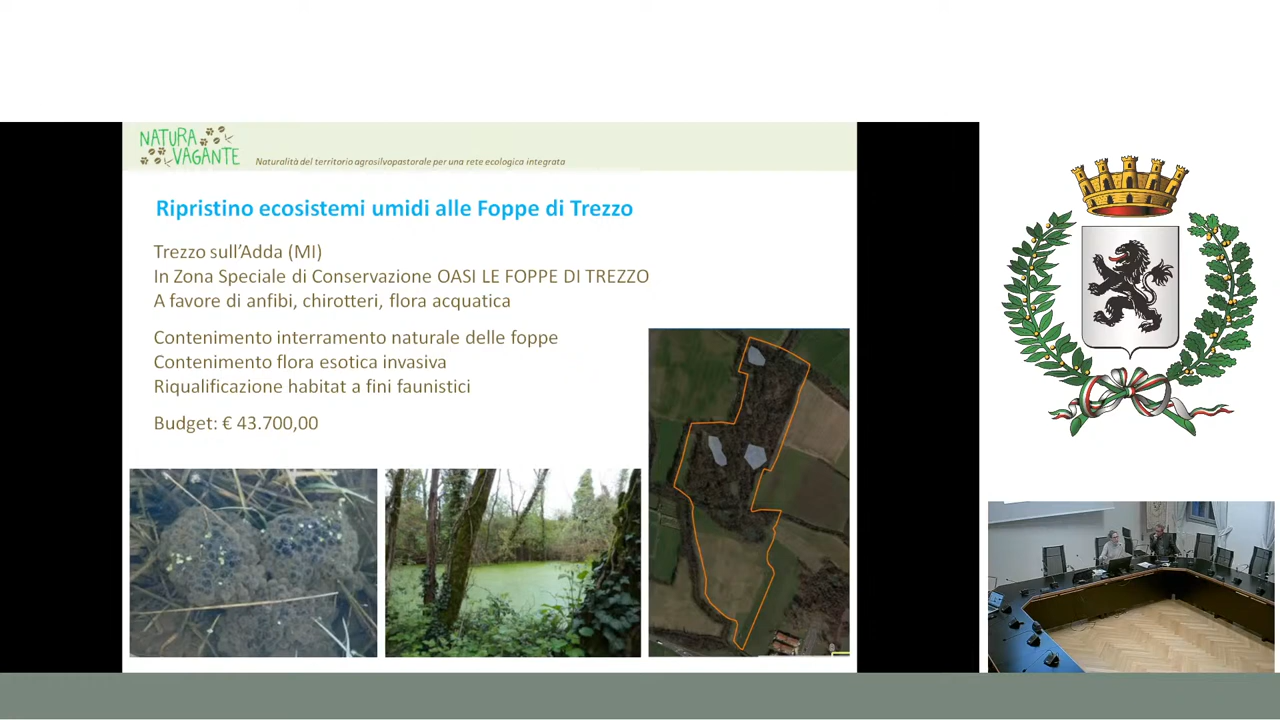 NATURA
VAGANTE
Naturalità del territorio agrosilvopastorale per una rete ecologica integrata
Ripristino ecosistemi umidi alle Foppe di Trezzo
Trezzo sull'Adda (MI)
In Zona Speciale di Conservazione OASI LE FOPPE DI TREZZO
A favore di anfibi, chirotteri, flora acquatica
Contenimento interramento naturale delle foppe
Contenimento flora esotica invasiva
Riqualificazione habitat a fini faunistici
Budget: € 43.700,00